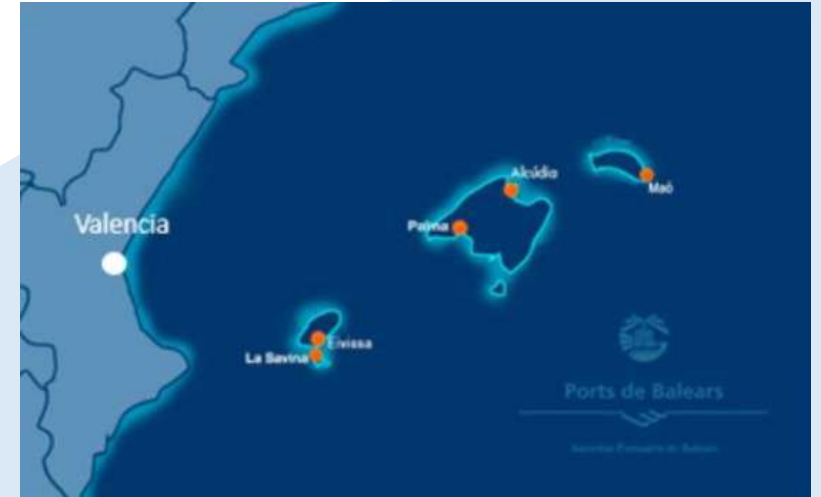 Alcúdia
Maó
Valencia
Palma
Eivissa
La Savina
Ports de Balears